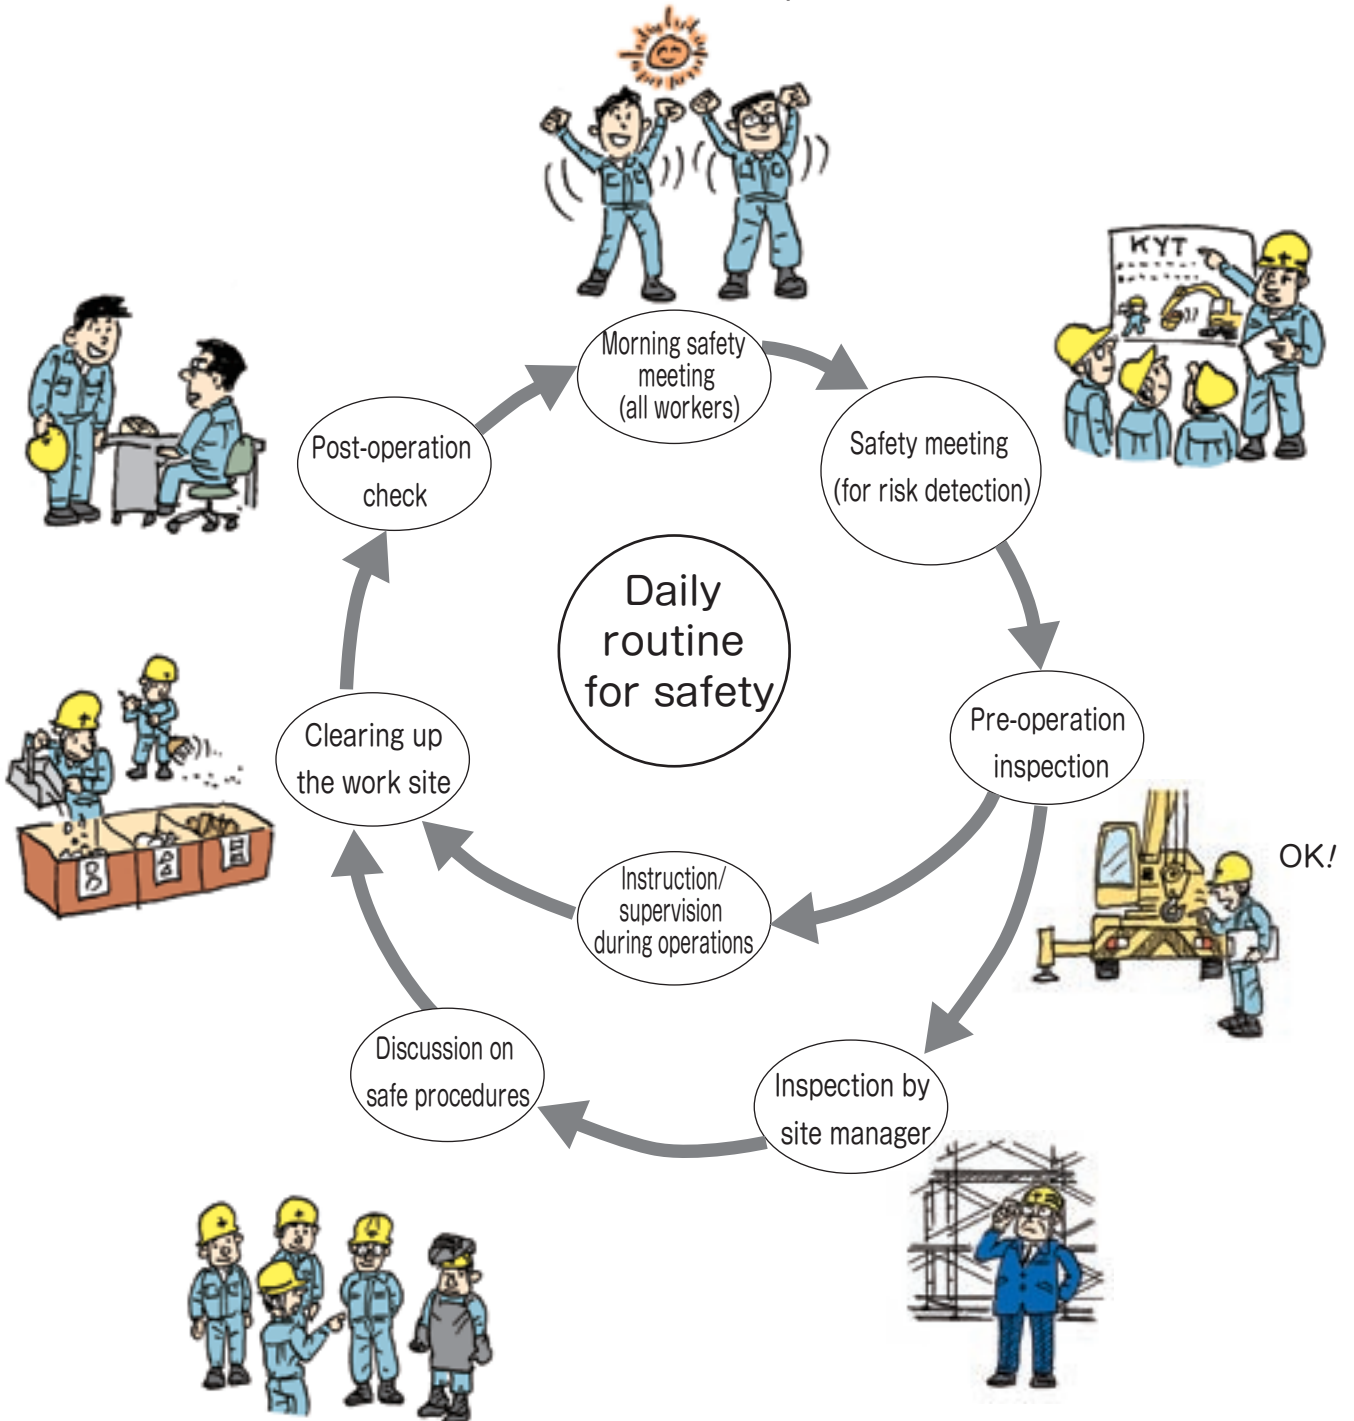 KYT
Morning safety
meeting
(all workers)
Safety meeting
(for risk detection)
Post-operation
check
Daily
routine
for safety
Pre-operation
inspection
OK!
Clearing up
the work site
Instruction/
supervision
during operations
Discussion on
safe procedures
Inspection by
site manager